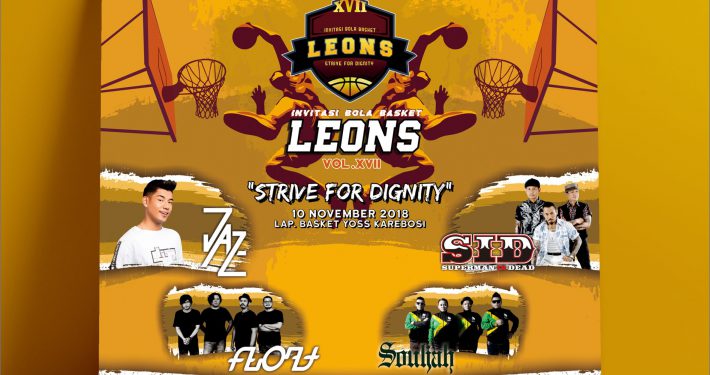 XVII
INVITASI BOLA BASKET
LEONS
STRIVE FOR DIGNITY
INVITASI BOLA BASKET
LEONS
VOL.XVII
"STRIVE FOR DIGNITY"
10 NOVEMBER 2018
LAP. BASKET YOSS KAREBOSI
JAZ
SID
SUPERMAN IS DEAD
FLOAT
Souljah